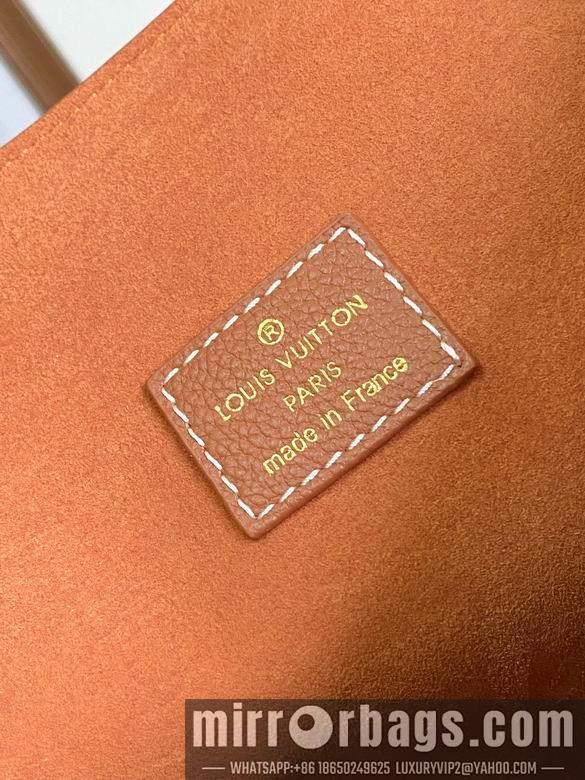 ®
LOUIS VUITTON
PARIS
made in France
mirrorbags.com
WHATSAPP:+86 18650249625 LUXURYVIP2@YAHOO.COM